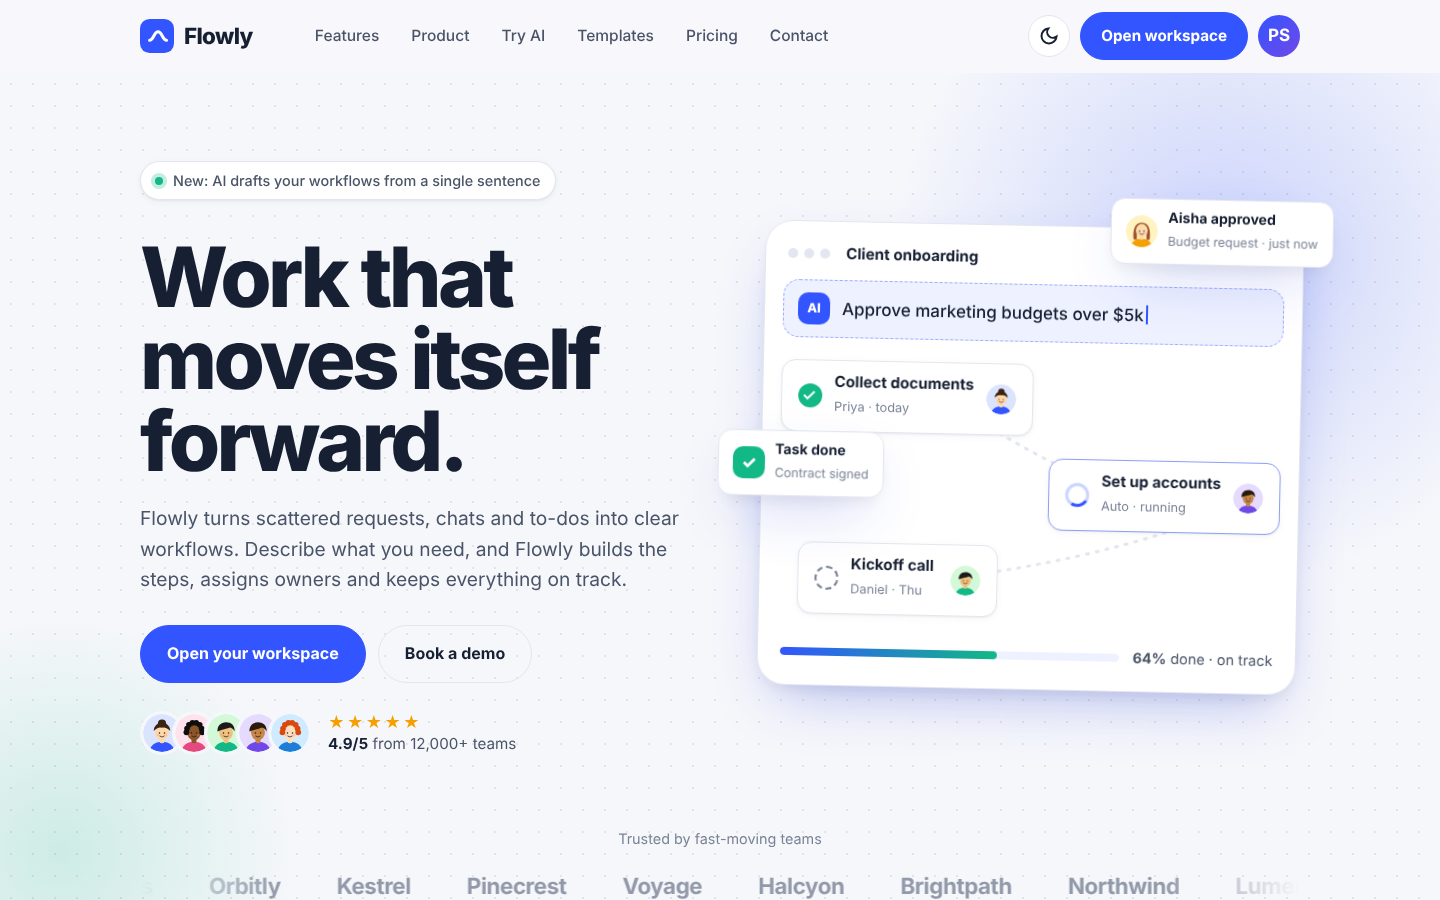 Flowly
Features
Product
Try AI
Templates
Pricing
Contact
Open workspace
PS
New: AI drafts your workflows from a single sentence
Work that
moves itself
forward.
Flowly turns scattered requests, chats and to-dos into clear
workflows. Describe what you need, and Flowly builds the
steps, assigns owners and keeps everything on track.
Open your workspace
Book a demo
★★★★★
4.9/5 from 12,000+ teams
Aisha approved
Budget request · just now
Client onboarding
AI
Approve marketing budgets over $5k
Collect documents
Priya · today
Task done
Contract signed
Set up accounts
Auto · running
Kickoff call
Daniel · Thu
64% done · on track
Trusted by fast-moving teams
Orbitly
Kestrel
Pinecrest
Voyage
Halcyon
Brightpath
Northwind